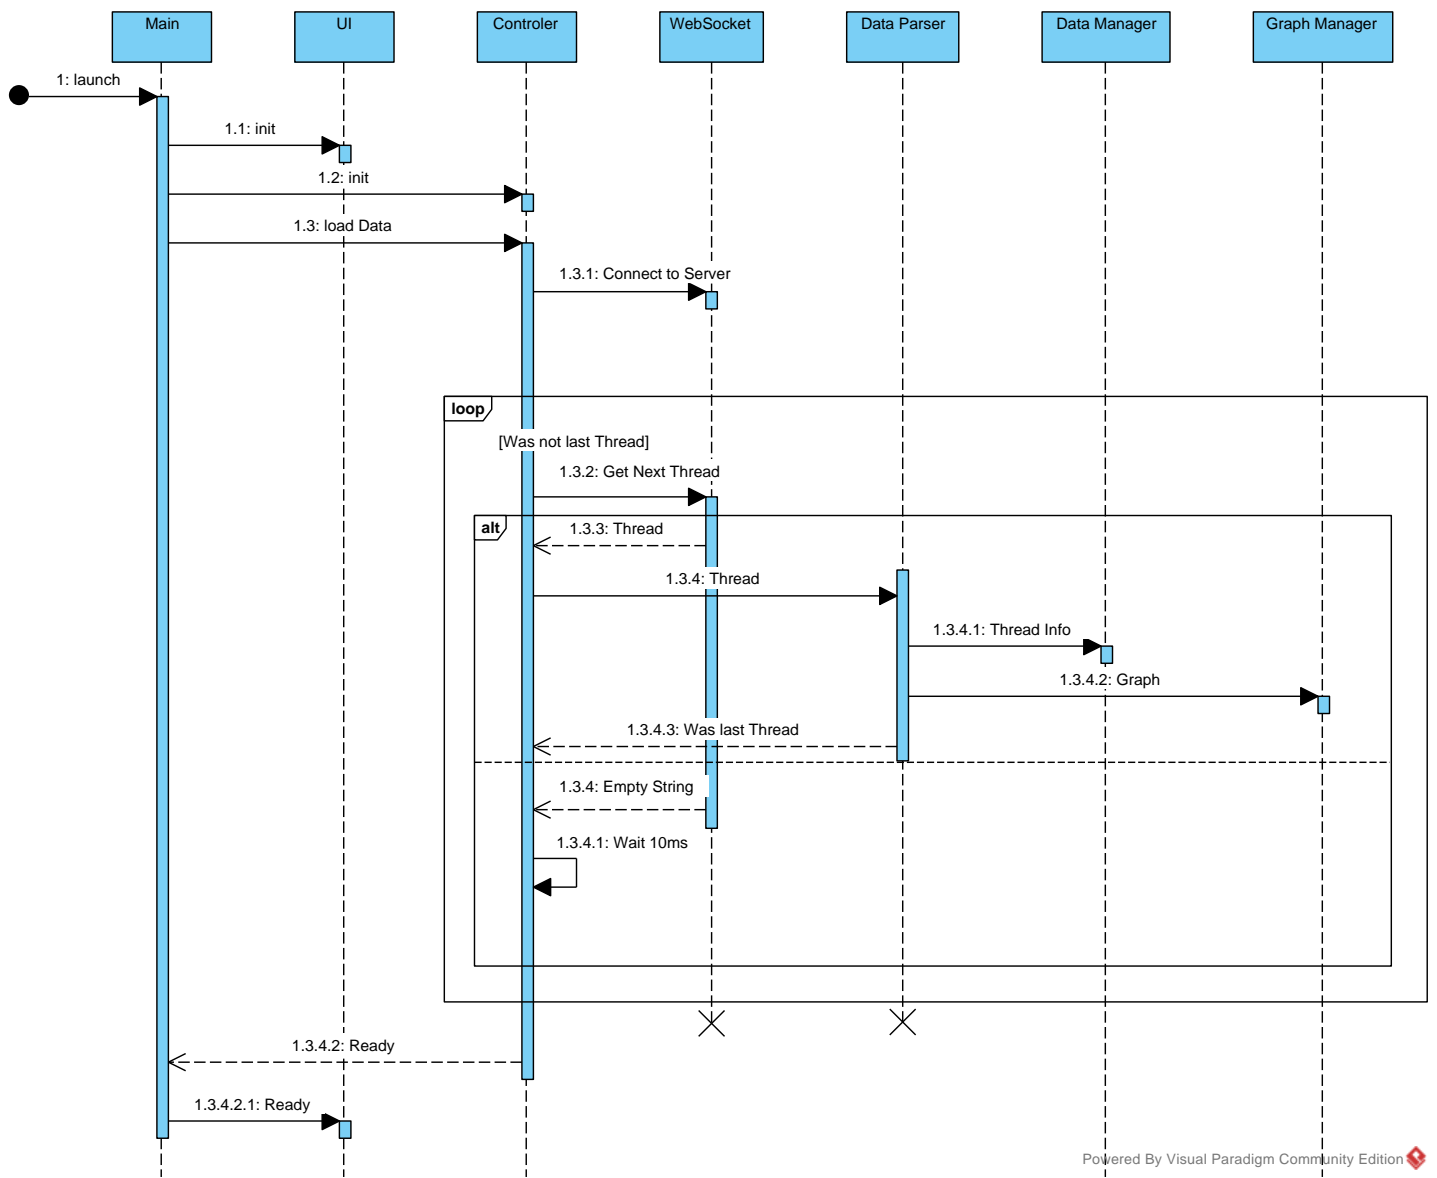 Main
UI
Controler
WebSocket
Data Parser
Data Manager
Graph Manager
1: launch
1.1: init
1.2: init
1.3: load Data
1.3.1: Connect to Server
loop
[Was not last Thread]
1.3.2: Get Next Thread
alt
1.3.3: Thread
1.3.4: Thread
1.3.4.1: Thread Info
1.3.4.2: Graph
1.3.4.3: Was last Thread
1.3.4: Empty String
1.3.4.1: Wait 10ms
1.3.4.2: Ready
1.3.4.2.1: Ready
Powered By Visual Paradigm Community Edition